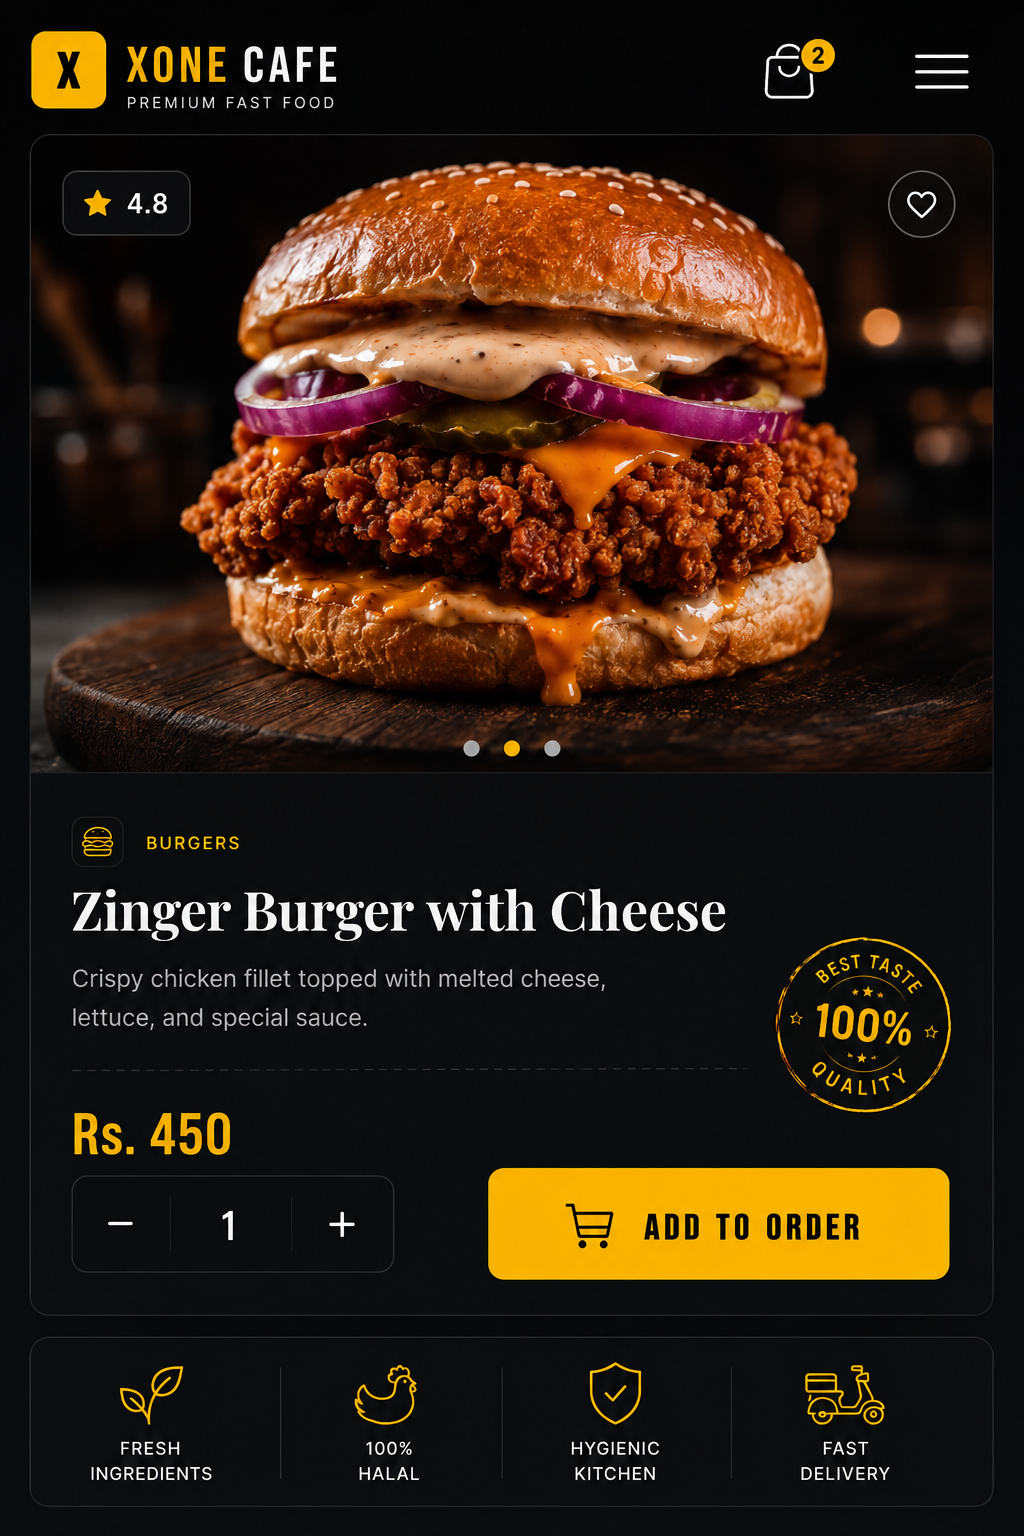 X
XONE CAFE
PREMIUM FAST FOOD
2
4.8
BURGERS
Zinger Burger with Cheese
Crispy chicken fillet topped with melted cheese,
lettuce, and special sauce.
BEST TASTE
100%
QUALITY
Rs. 450
− 1 +
ADD TO ORDER
FRESH
INGREDIENTS
100%
HALAL
HYGIENIC
KITCHEN
FAST
DELIVERY